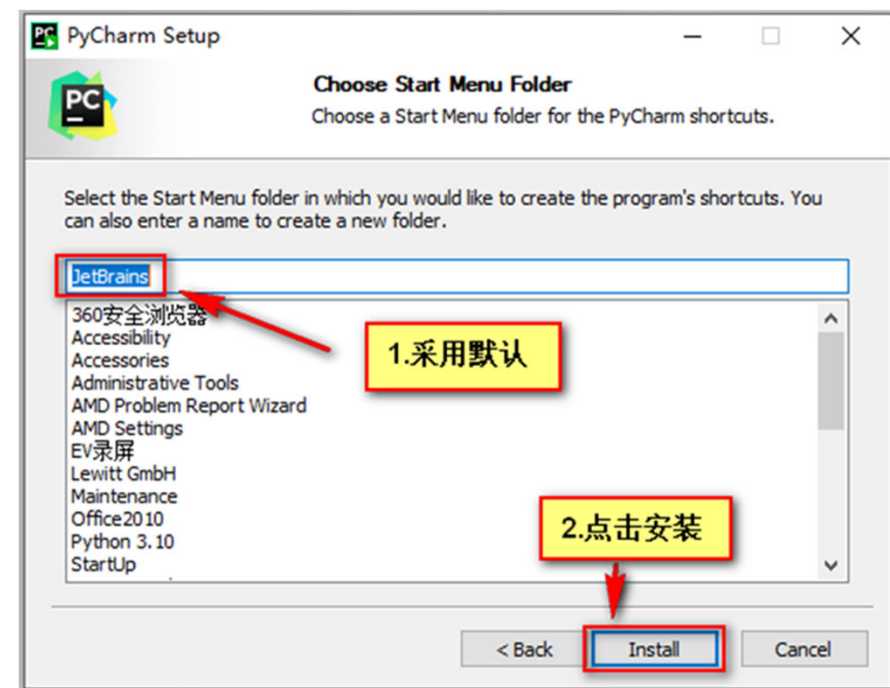 PyCharm Setup
PC
Choose Start Menu Folder
Choose a Start Menu folder for the PyCharm shortcuts.
Select the Start Menu folder in which you would like to create the program's shortcuts. You
can also enter a name to create a new folder.
JetBrains
360安全浏览器
Accessibility
Accessories
Administrative Tools
AMD Problem Report Wizard
AMD Settings
EV录屏
Lewitt GmbH
Maintenance
Office2010
Python 3.10
StartUp
1.采用默认
2.点击安装
< Back
Install
Cancel